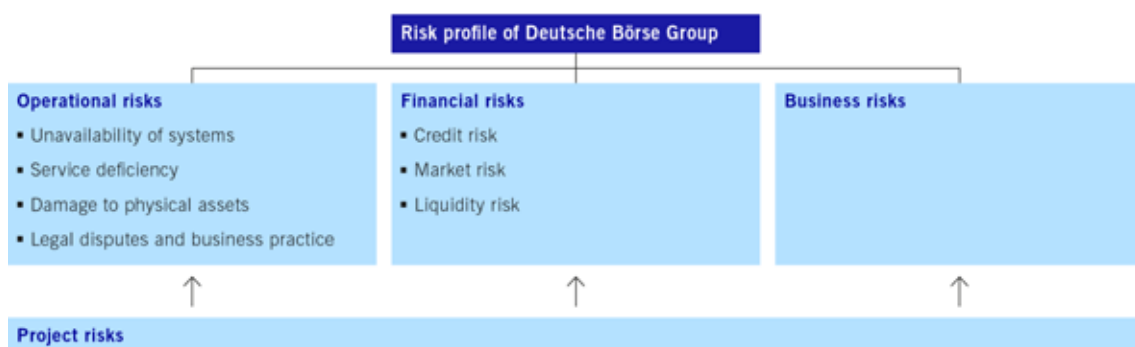 Risk profile of Deutsche Börse Group
Operational risks
▪ Unavailability of systems
▪ Service deficiency
▪ Damage to physical assets
▪ Legal disputes and business practice
Financial risks
▪ Credit risk
▪ Market risk
▪ Liquidity risk
Business risks
Project risks